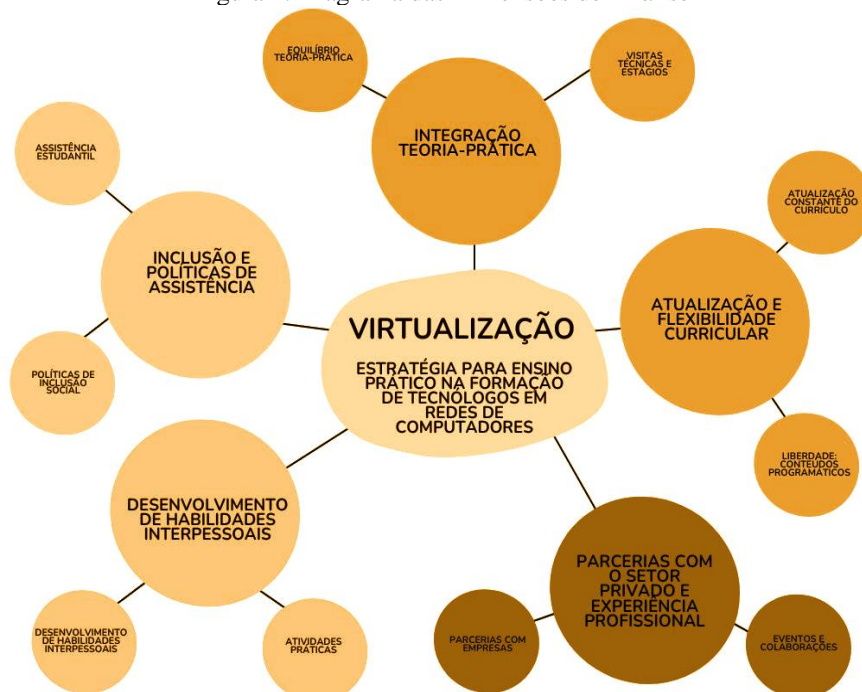 EQUILÍBRIO
TEORIA-PRÁTICA
VISITAS
TÉCNICAS E
ESTÁGIOS
INTEGRAÇÃO
TEORIA-PRÁTICA
ASSISTÊNCIA
ESTUDANTIL
ATUALIZAÇÃO
CONSTANTE DO
CURRÍCULO
INCLUSÃO E
POLÍTICAS DE
ASSISTÊNCIA
ATUALIZAÇÃO E
FLEXIBILIDADE
CURRICULAR
VIRTUALIZAÇÃO
ESTRATÉGIA PARA ENSINO
PRÁTICO NA FORMAÇÃO
DE TECNÓLOGOS EM
REDES DE
COMPUTADORES
POLÍTICAS DE
INCLUSÃO
SOCIAL
LIBERDADE:
CONTEÚDOS
PROGRAMÁTICOS
DESENVOLVIMENTO
DE HABILIDADES
INTERPESSOAIS
PARCERIAS COM
O SETOR
PRIVADO E
EXPERIÊNCIA
PROFISSIONAL
DESENVOLVIMENTO
DE HABILIDADES
INTERPESSOAIS
ATIVIDADES
PRÁTICAS
PARCERIAS COM
EMPRESAS
EVENTOS E
COLABORAÇÕES